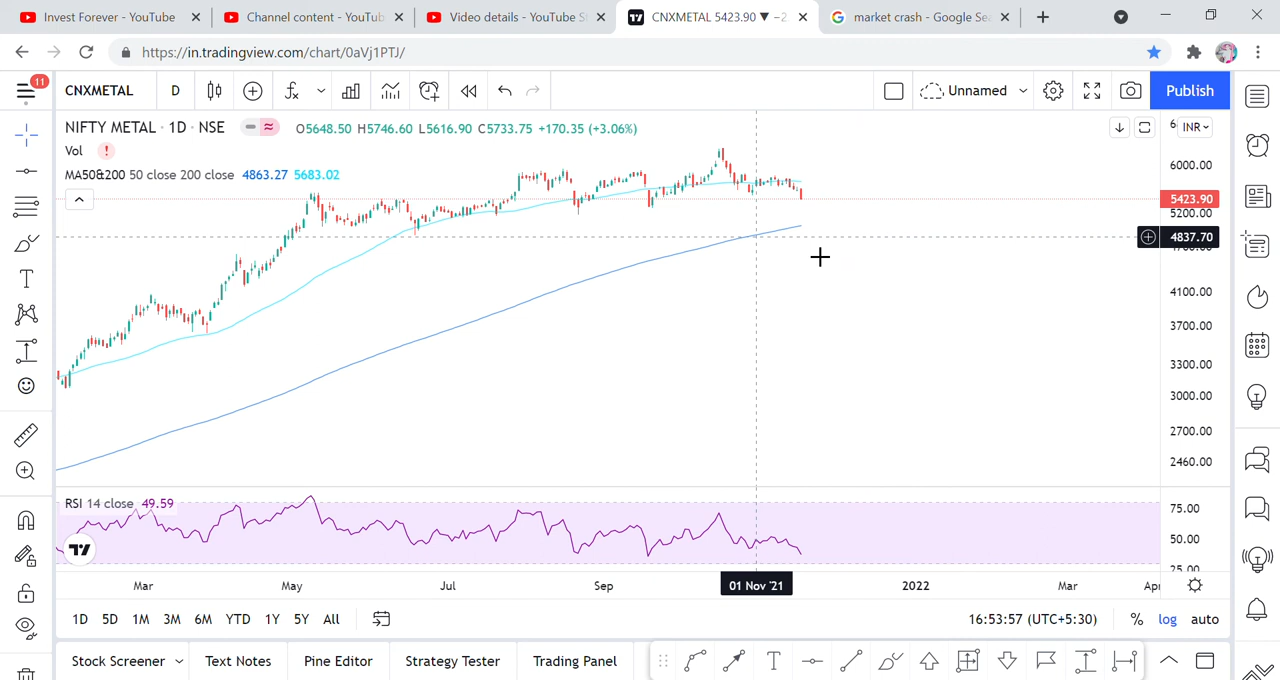 Invest Forever - YouTube
Channel content - YouTub
Video details - YouTube S
CNXMETAL 5423.90 ▼ −2
market crash - Google Sea
https://in.tradingview.com/chart/0aVj1PTJ/
11
CNXMETAL
D
Unnamed
Publish
NIFTY METAL · 1D · NSE
O5648.50 H5746.60 L5616.90 C5733.75 +170.35 (+3.06%)
INR
Vol
MA50&200 50 close 200 close 4863.27 5683.02
6000.00
5423.90
5200.00
4837.70
4100.00
3700.00
3300.00
3000.00
2700.00
2460.00
RSI 14 close 49.59
75.00
50.00
25.00
Mar
May
Jul
Sep
01 Nov '21
2022
Mar
Apr
1D 5D 1M 3M 6M YTD 1Y 5Y All
16:53:57 (UTC+5:30)
% log auto
Stock Screener
Text Notes
Pine Editor
Strategy Tester
Trading Panel